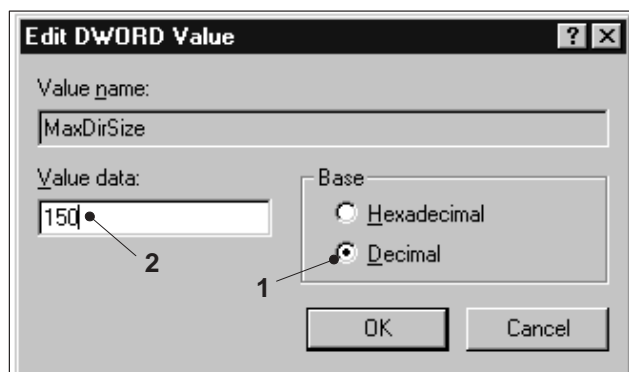 Edit DWORD Value
Value name:
MaxDirSize
Value data:
150
2
Base
Hexadecimal
Decimal
1
OK
Cancel